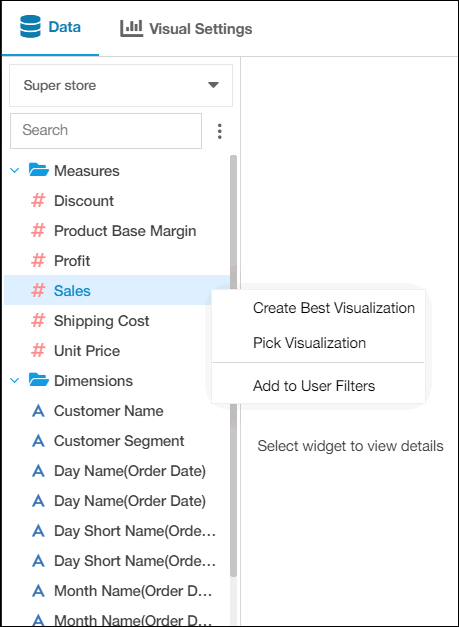 Data
Visual Settings
Super store
Search
Measures
# Discount
# Product Base Margin
# Profit
# Sales
# Shipping Cost
# Unit Price
Create Best Visualization
Pick Visualization
Add to User Filters
Select widget to view details
Dimensions
A Customer Name
A Customer Segment
A Day Name(Order Date)
A Day Name(Order Date)
A Day Short Name(Orde...
A Day Short Name(Orde...
A Month Name(Order D...
A Month Name(Order D...